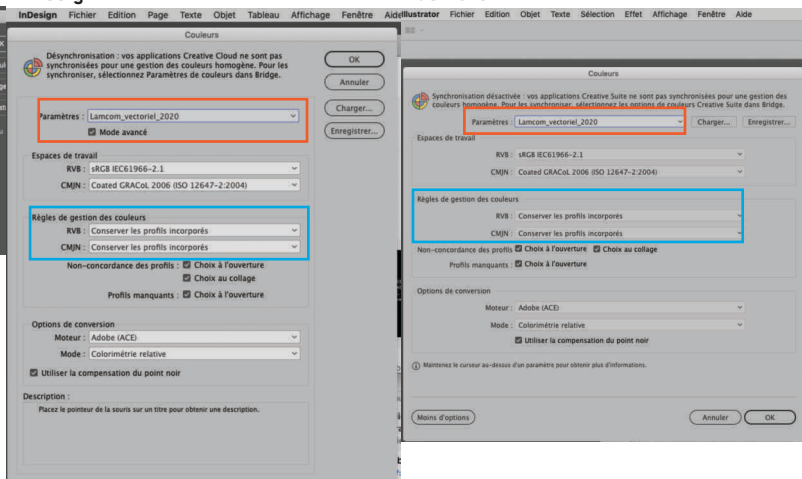 InDesign Fichier Edition Page Texte Objet Tableau Affichage Fenêtre Aide
Couleurs
Désynchronisation : vos applications Creative Cloud ne sont pas
synchronisées pour une gestion des couleurs homogène. Pour les
synchroniser, sélectionnez Paramètres de couleurs dans Bridge.
OK
Annuler
Charger...
Enregistrer...
Paramètres : Lamcom_vectoriel_2020
Mode avancé
Espaces de travail
RVB : sRGB IEC61966-2.1
CMJN : Coated GRACoL 2006 (ISO 12647-2:2004)
Règles de gestion des couleurs
RVB : Conserver les profils incorporés
CMJN : Conserver les profils incorporés
Non-concordance des profils : Choix à l'ouverture
Choix au collage
Profils manquants : Choix à l'ouverture
Options de conversion
Moteur : Adobe (ACE)
Mode : Colorimétrie relative
Utiliser la compensation du point noir
Description :
Placez le pointeur de la souris sur un titre pour obtenir une description.
Illustrator Fichier Edition Objet Texte Sélection Effet Affichage Fenêtre Aide
Couleurs
Synchronisation désactivée : vos applications Creative Suite ne sont pas synchronisées pour une gestion des
couleurs homogène. Pour les synchroniser, sélectionnez les options de couleurs Creative Suite dans Bridge.
Paramètres : Lamcom_vectoriel_2020 Charger... Enregistrer...
Espaces de travail
RVB : sRGB IEC61966-2.1
CMJN : Coated GRACoL 2006 (ISO 12647-2:2004)
Règles de gestion des couleurs
RVB : Conserver les profils incorporés
CMJN : Conserver les profils incorporés
Non-concordance des profils Choix à l'ouverture Choix au collage
Profils manquants : Choix à l'ouverture
Options de conversion
Moteur : Adobe (ACE)
Mode : Colorimétrie relative
Utiliser la compensation du point noir
Maintenez le curseur au-dessus d'un paramètre pour obtenir plus d'informations.
Moins d'options Annuler OK